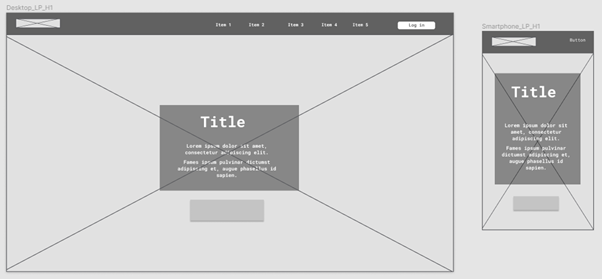 Desktop_LP_H1
Item 1 Item 2 Item 3 Item 4 Item 5 Log in
Title
Lorem ipsum dolor sit amet,
consectetur adipiscing elit.
Fames ipsum pulvinar dictumst
adipiscing et, augue phasellus id
sapien.
Smartphone_LP_H1
Button
Title
Lorem ipsum dolor sit
amet, consectetur
adipiscing elit.
Fames ipsum pulvinar
dictumst adipiscing et,
augue phasellus id
sapien.